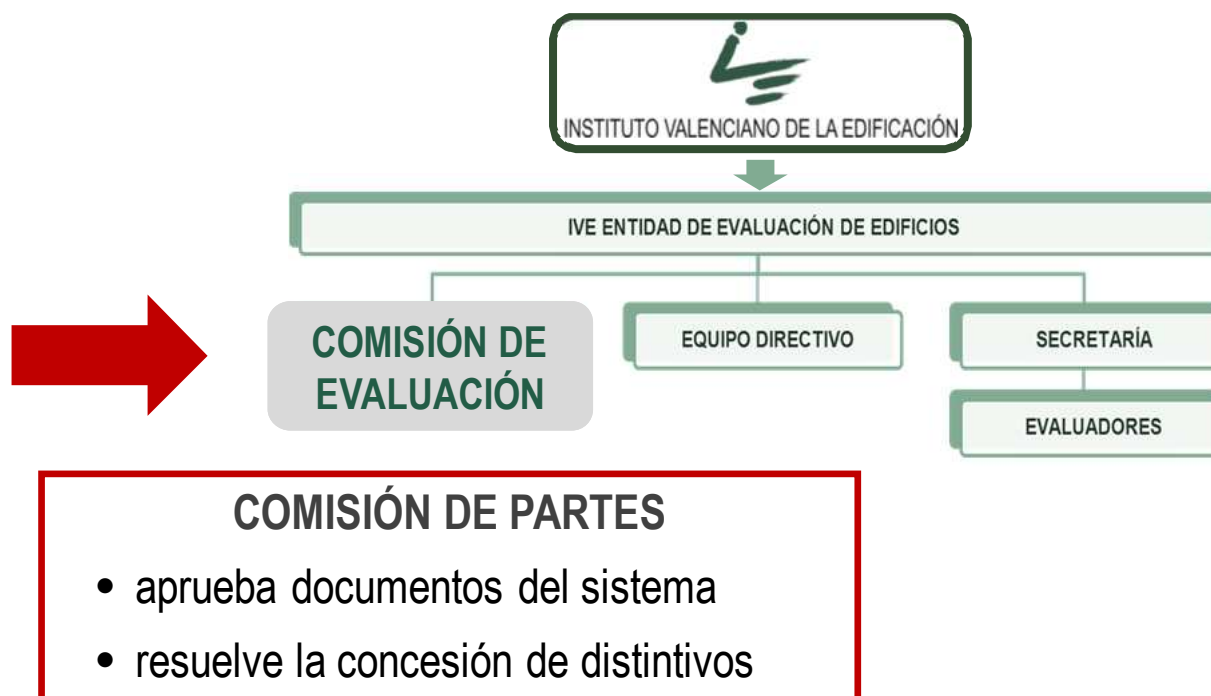 INSTITUTO VALENCIANO DE LA EDIFICACIÓN
IVE ENTIDAD DE EVALUACIÓN DE EDIFICIOS
COMISIÓN DE
EVALUACIÓN
EQUIPO DIRECTIVO
SECRETARÍA
EVALUADORES
COMISIÓN DE PARTES
• aprueba documentos del sistema
• resuelve la concesión de distintivos